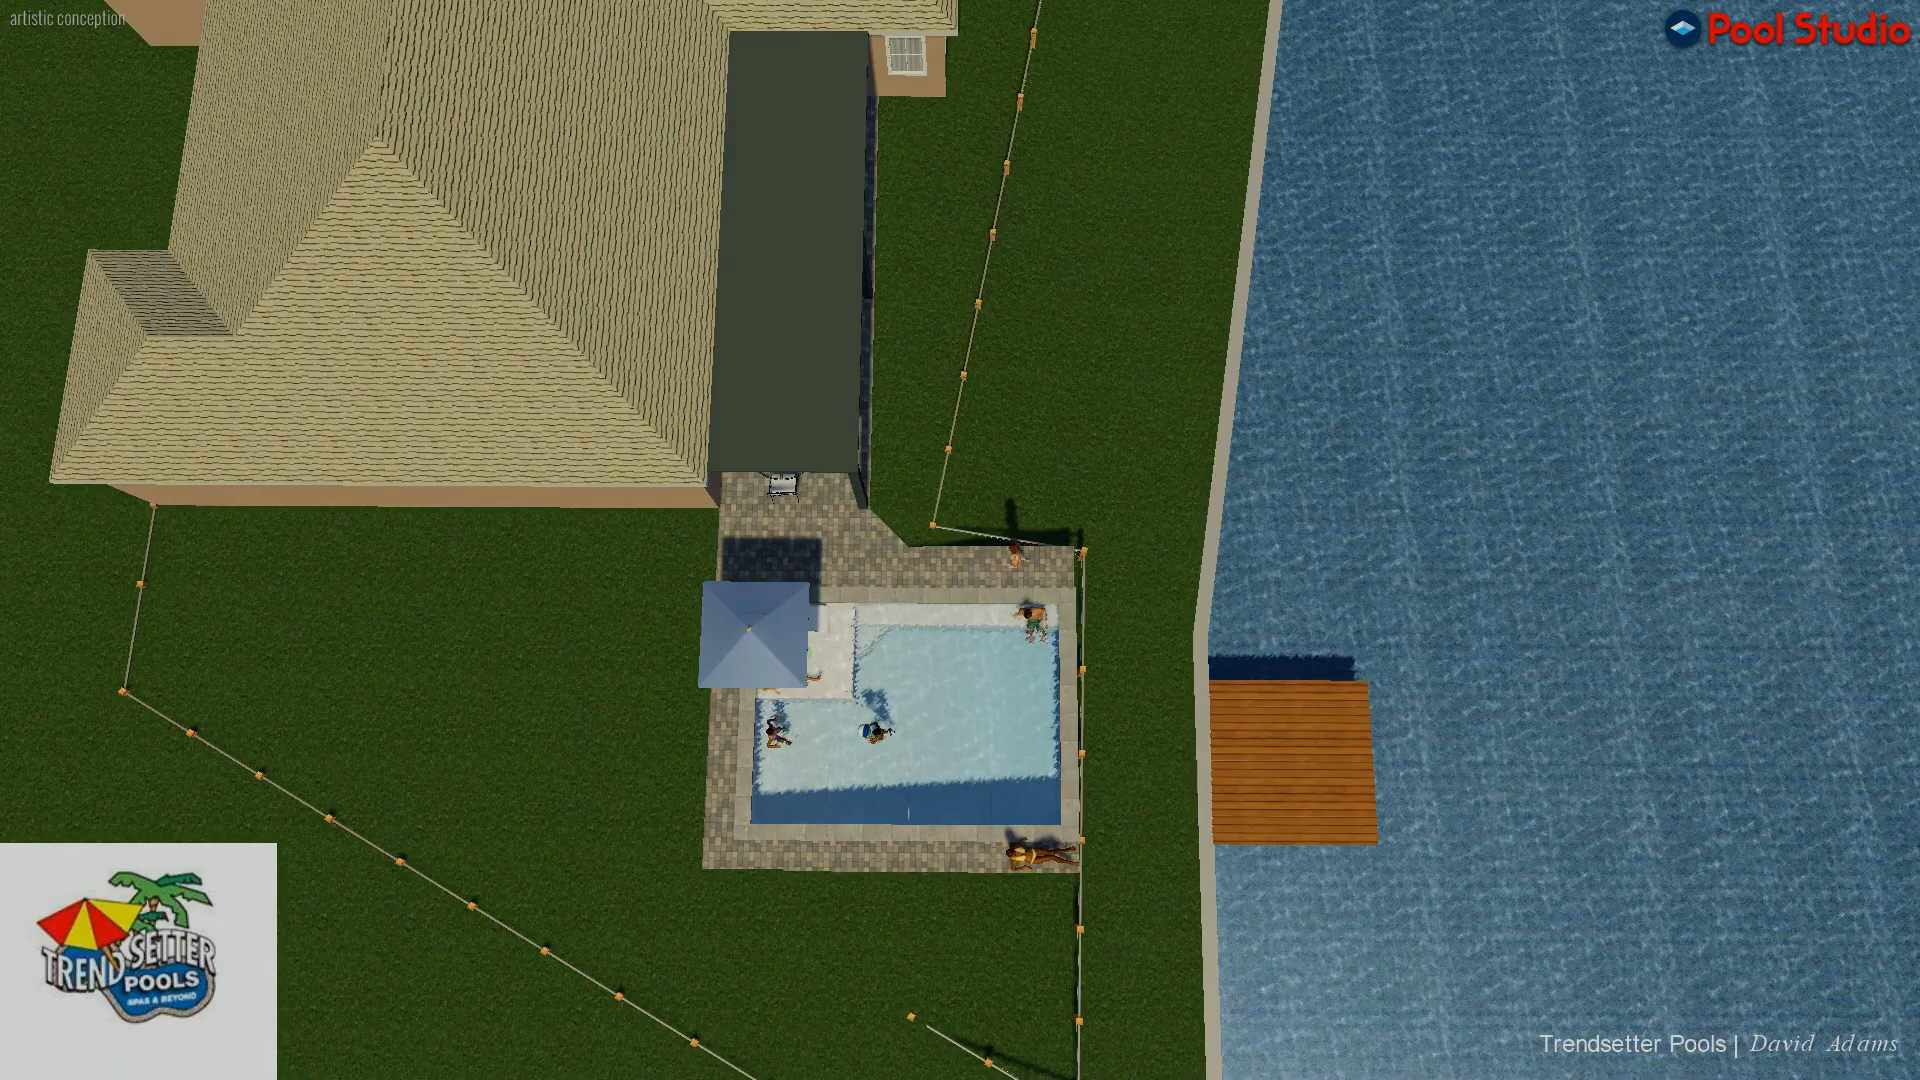 artistic conception
Pool Studio
TRENDSETTER
POOLS
SPAS & BEYOND
Trendsetter Pools | David Adams